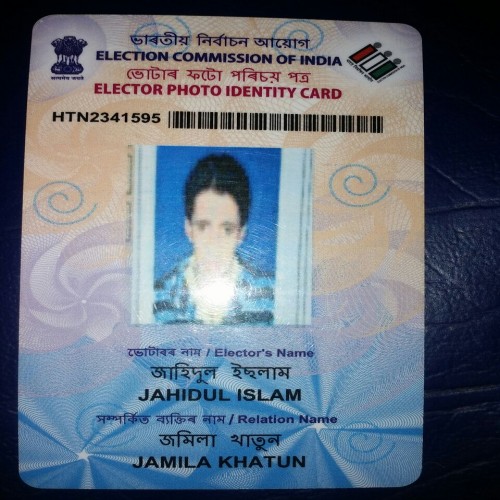 ভাৰতীয় নিৰ্বাচন আয়োগ
ELECTION COMMISSION OF INDIA
ভোটাৰ ফটো পৰিচয় পত্ৰ
ELECTOR PHOTO IDENTITY CARD
HTN2341595
ভোটাৰৰ নাম / Elector's Name
জাহিদুল ইছলাম
JAHIDUL ISLAM
সম্পৰ্কিত ব্যক্তিৰ নাম / Relation Name
জমিলা খাতুন
JAMILA KHATUN